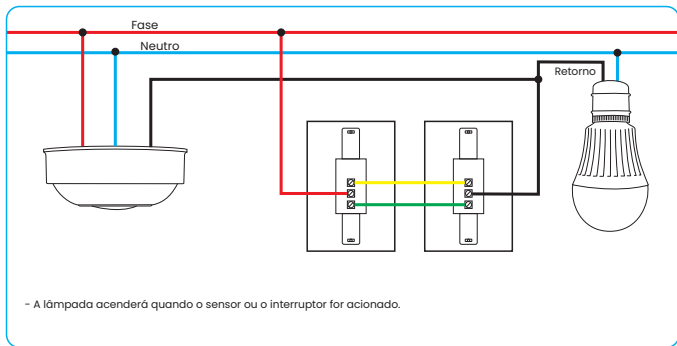 Fase
Neutro
Retorno
- A lâmpada acenderá quando o sensor ou o interruptor for acionado.